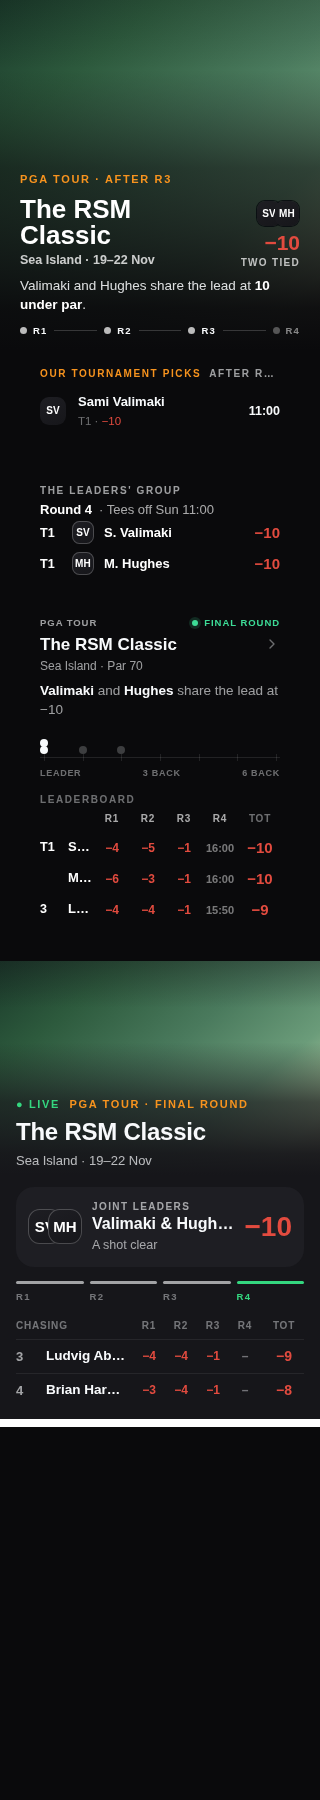 PGA TOUR · AFTER R3
The RSM
Classic
SV MH
−10
TWO TIED
Sea Island · 19–22 Nov
Valimaki and Hughes share the lead at 10
under par.
R1 R2 R3 R4
OUR TOURNAMENT PICKS AFTER R…
SV Sami Valimaki 11:00
T1 · −10
THE LEADERS' GROUP
Round 4 · Tees off Sun 11:00
T1 SV S. Valimaki −10
T1 MH M. Hughes −10
PGA TOUR FINAL ROUND
The RSM Classic
Sea Island · Par 70
Valimaki and Hughes share the lead at
−10
LEADER 3 BACK 6 BACK
LEADERBOARD
R1 R2 R3 R4 TOT
T1 S… −4 −5 −1 16:00 −10
M… −6 −3 −1 16:00 −10
3 L… −4 −4 −1 15:50 −9
● LIVE PGA TOUR · FINAL ROUND
The RSM Classic
Sea Island · 19–22 Nov
JOINT LEADERS
SV MH Valimaki & Hugh… −10
A shot clear
R1 R2 R3 R4
CHASING R1 R2 R3 R4 TOT
3 Ludvig Ab… −4 −4 −1 – −9
4 Brian Har… −3 −4 −1 – −8